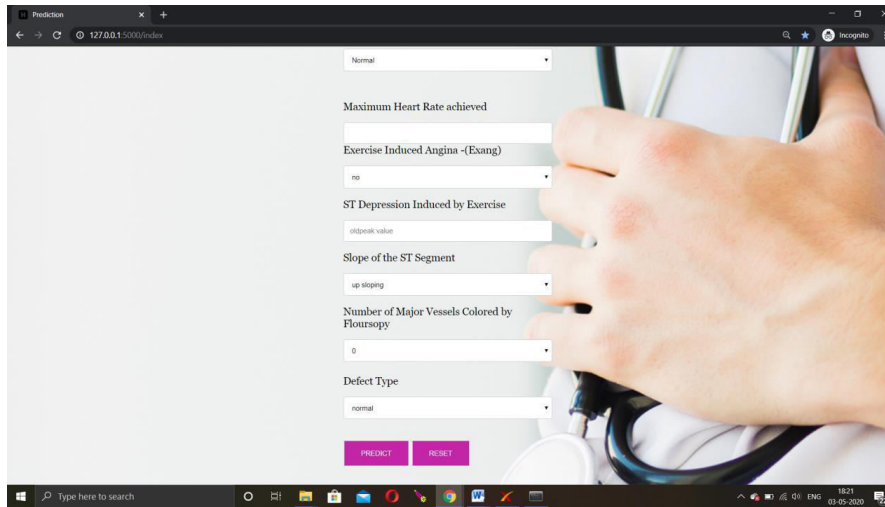 Prediction
127.0.0.1:5000/index
Incognito
Normal
Maximum Heart Rate achieved
Exercise Induced Angina -(Exang)
no
ST Depression Induced by Exercise
oldpeak value
Slope of the ST Segment
up sloping
Number of Major Vessels Colored by
Floursopy
0
Defect Type
normal
PREDICT RESET
Type here to search
ENG
18:21
03-05-2020